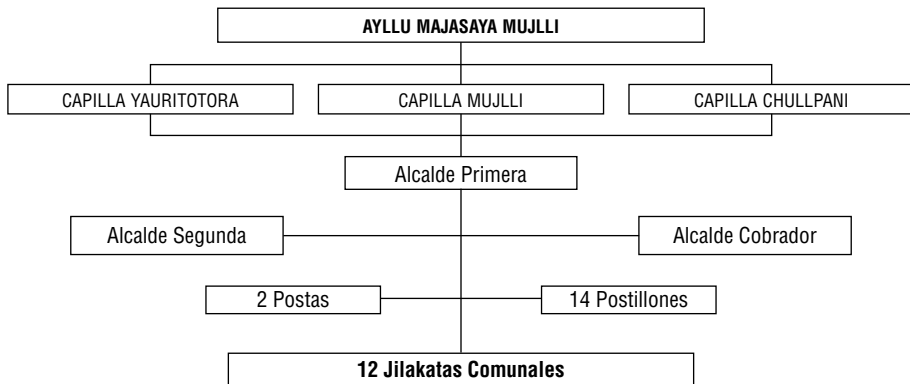 AYLLU MAJASAYA MUJLLI
CAPILLA YAURITOTORA
CAPILLA MUJLLI
CAPILLA CHULLPANI
Alcalde Primera
Alcalde Segunda
Alcalde Cobrador
2 Postas
14 Postillones
12 Jilakatas Comunales